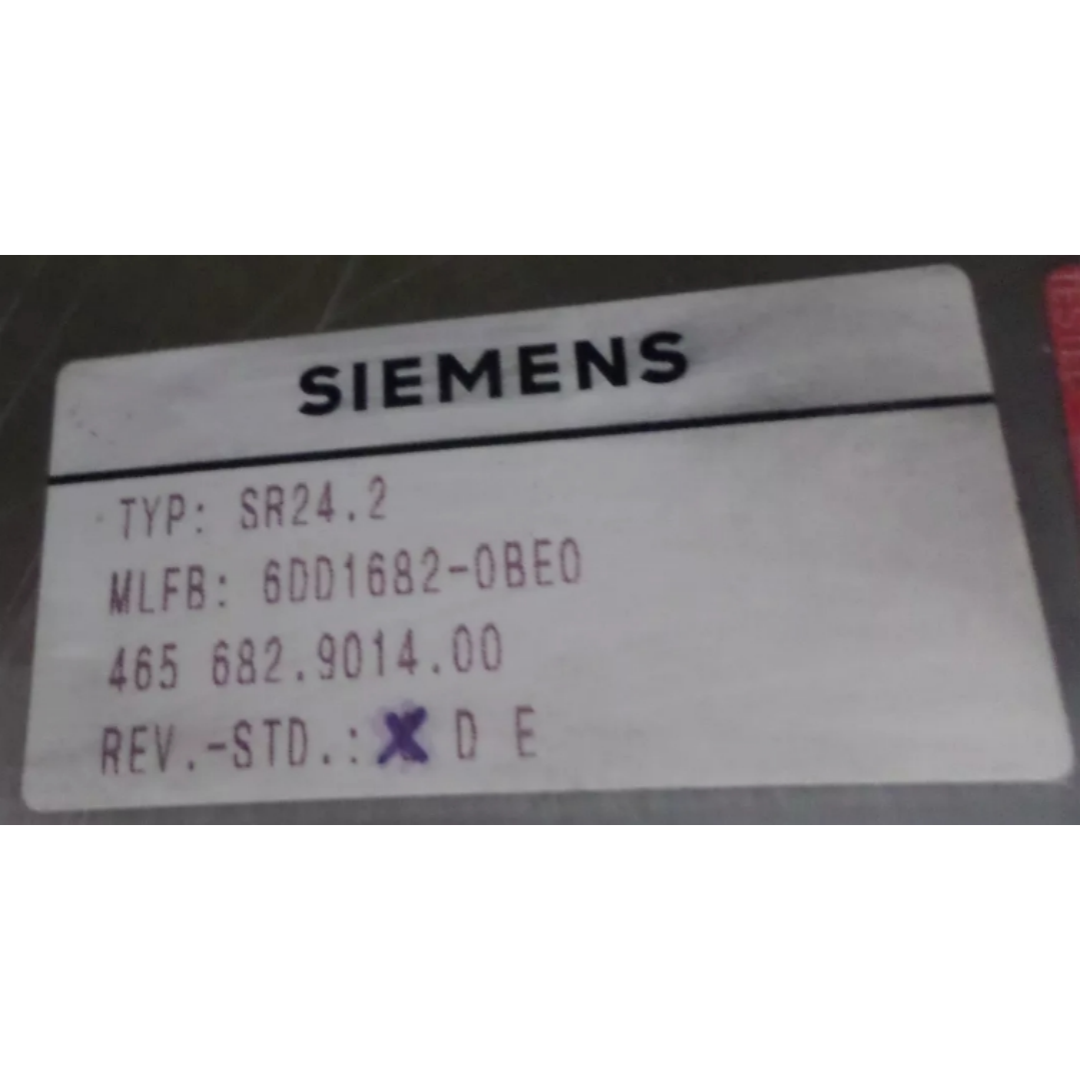 SIEMENS
TYP: SR24.2
MLFB: 6DD1682-0BE0
465 682.9014.00
REV.-STD.: X D E